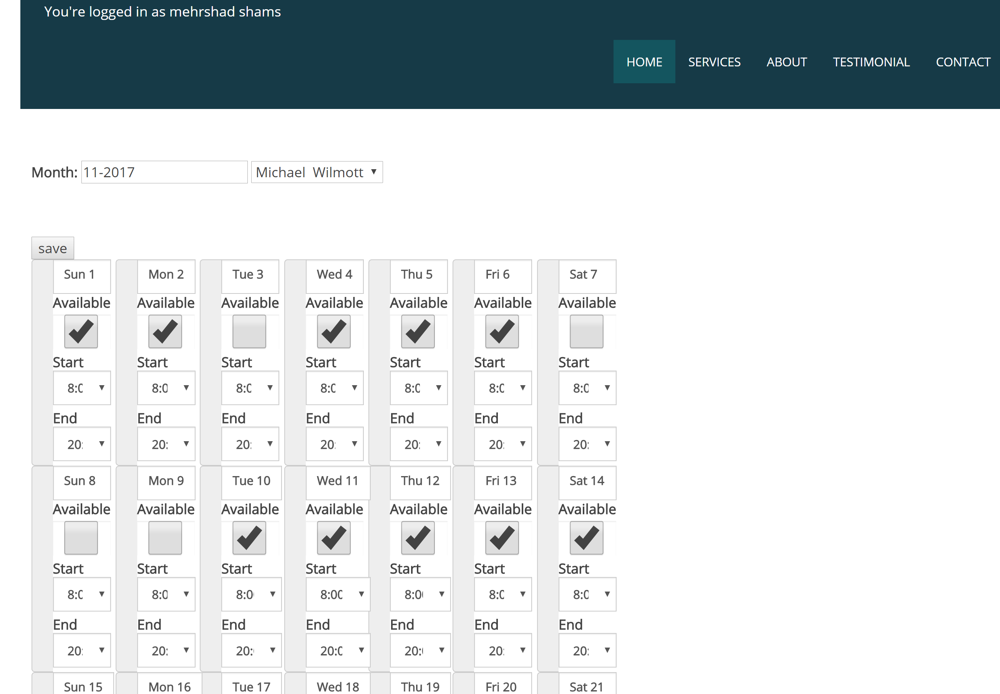 You're logged in as mehrshad shams
HOME SERVICES ABOUT TESTIMONIAL CONTACT
Month: 11-2017 Michael Wilmott
save
Sun 1 Mon 2 Tue 3 Wed 4 Thu 5 Fri 6 Sat 7
Available Available Available Available Available Available Available
Start Start Start Start Start Start Start
8:0 8:0 8:0 8:0 8:0 8:0 8:0
End End End End End End End
20: 20: 20: 20: 20: 20: 20:
Sun 8 Mon 9 Tue 10 Wed 11 Thu 12 Fri 13 Sat 14
Available Available Available Available Available Available Available
Start Start Start Start Start Start Start
8:0 8:0 8:0 8:00 8:00 8:0 8:0
End End End End End End End
20: 20: 20: 20:0 20: 20: 20:
Sun 15 Mon 16 Tue 17 Wed 18 Thu 19 Fri 20 Sat 21